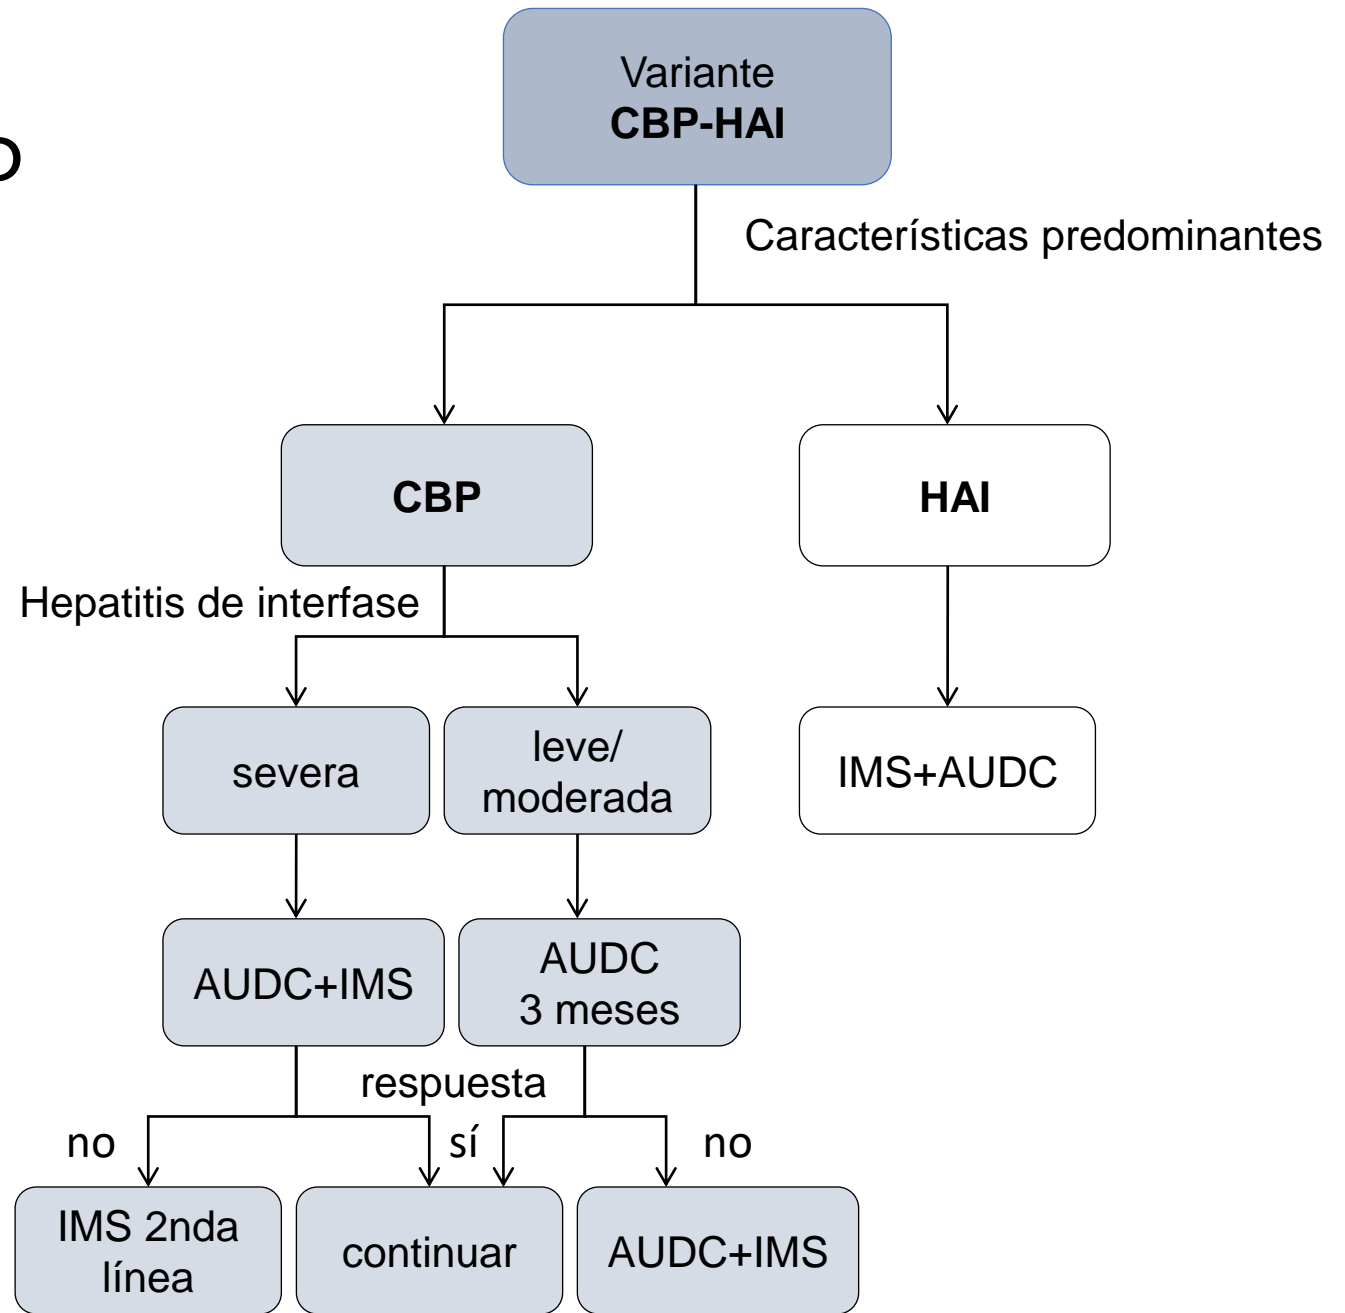 Variante
CBP-HAI
Características predominantes
CBP
HAI
Hepatitis de interfase
severa
leve/
moderada
IMS+AUDC
AUDC+IMS
AUDC
3 meses
respuesta
no
sí
no
IMS 2nda
línea
continuar
AUDC+IMS